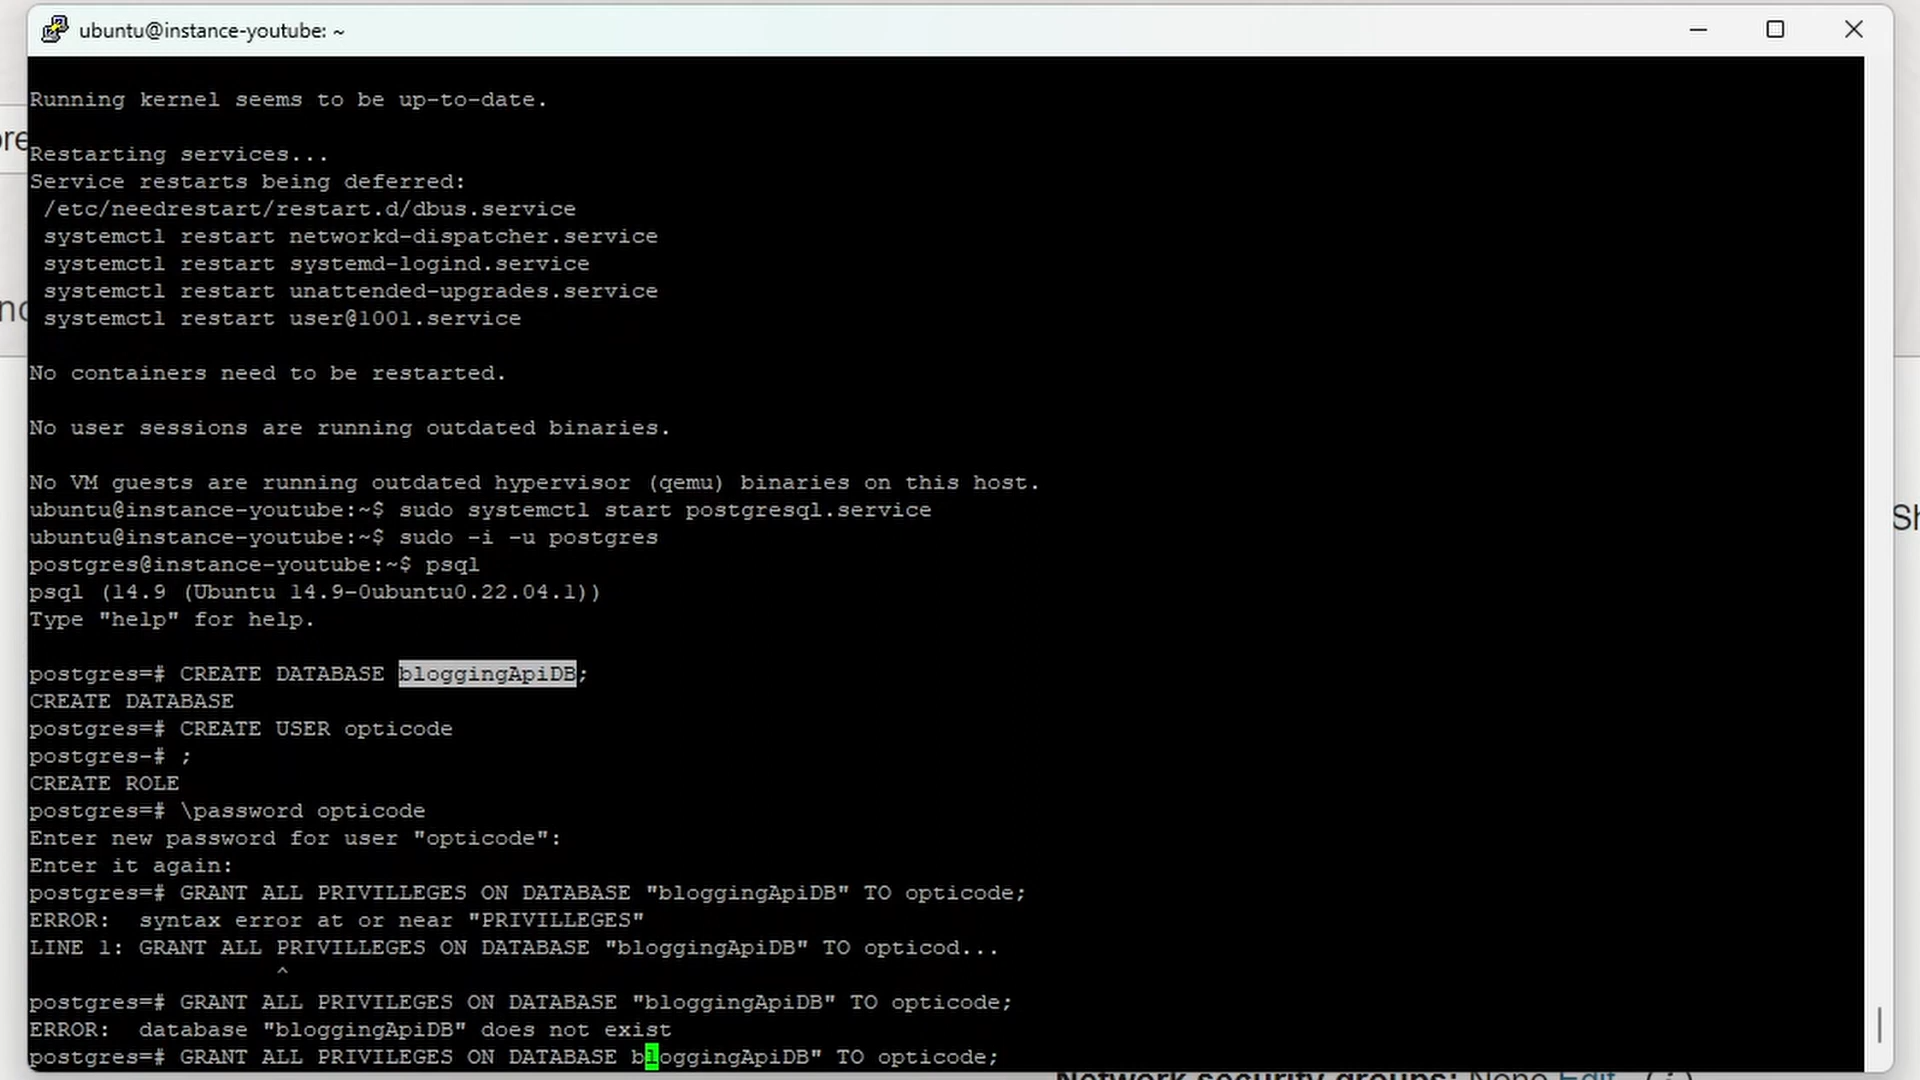 ubuntu@instance-youtube: ~
Running kernel seems to be up-to-date.
Restarting services...
Service restarts being deferred:
/etc/needrestart/restart.d/dbus.service
systemctl restart networkd-dispatcher.service
systemctl restart systemd-logind.service
systemctl restart unattended-upgrades.service
systemctl restart user@1001.service
No containers need to be restarted.
No user sessions are running outdated binaries.
No VM guests are running outdated hypervisor (qemu) binaries on this host.
ubuntu@instance-youtube:~$ sudo systemctl start postgresql.service
ubuntu@instance-youtube:~$ sudo -i -u postgres
postgres@instance-youtube:~$ psql
psql (14.9 (Ubuntu 14.9-0ubuntu0.22.04.1))
Type "help" for help.
postgres=# CREATE DATABASE bloggingApiDB;
CREATE DATABASE
postgres=# CREATE USER opticode
postgres-# ;
CREATE ROLE
postgres=# \password opticode
Enter new password for user "opticode":
Enter it again:
postgres=# GRANT ALL PRIVILLEGES ON DATABASE "bloggingApiDB" TO opticode;
ERROR:  syntax error at or near "PRIVILLEGES"
LINE 1: GRANT ALL PRIVILLEGES ON DATABASE "bloggingApiDB" TO opticod...
^
postgres=# GRANT ALL PRIVILEGES ON DATABASE "bloggingApiDB" TO opticode;
ERROR:  database "bloggingApiDB" does not exist
postgres=# GRANT ALL PRIVILEGES ON DATABASE bloggingApiDB" TO opticode;
Network security groups: None Edit